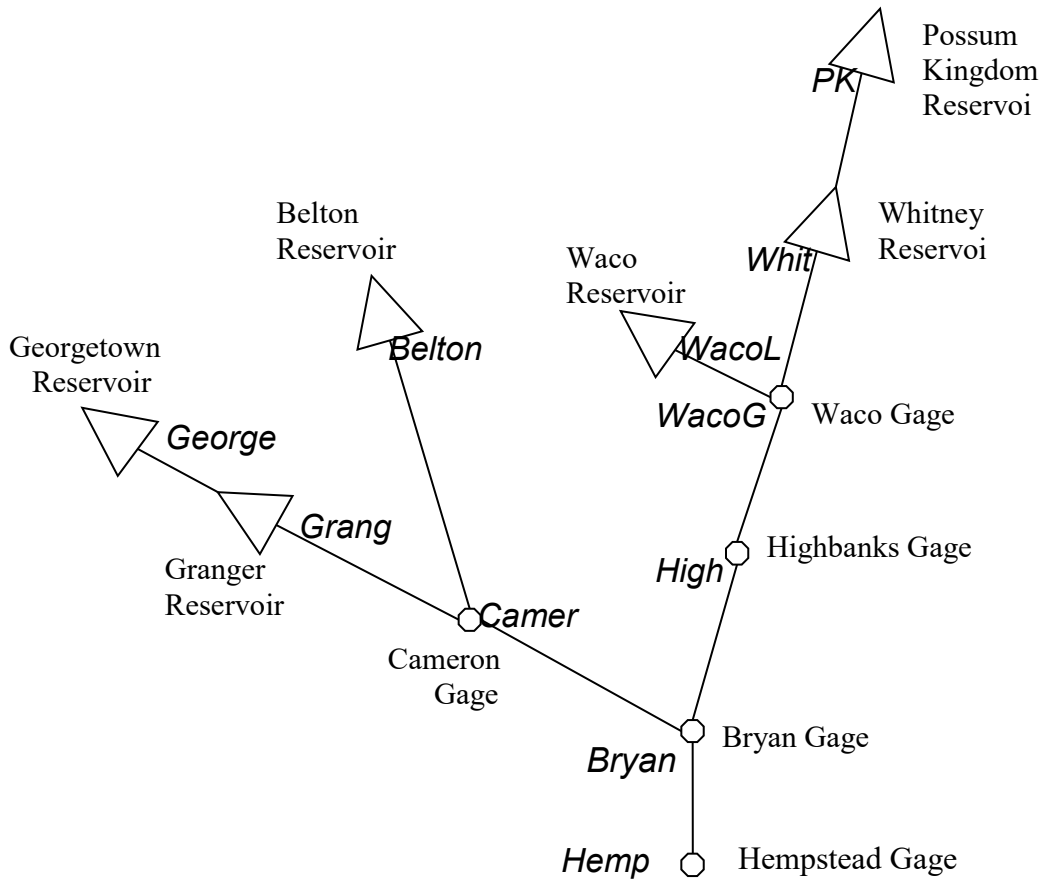 Possum
Kingdom
Reservoi
PK
Belton
Reservoir
Whitney
Reservoi
Whit
Waco
Reservoir
WacoL
Belton
Georgetown
Reservoir
George
WacoG
Waco Gage
Grang
Granger
Reservoir
High
Highbanks Gage
Camer
Cameron
Gage
Bryan
Bryan Gage
Hemp
Hempstead Gage